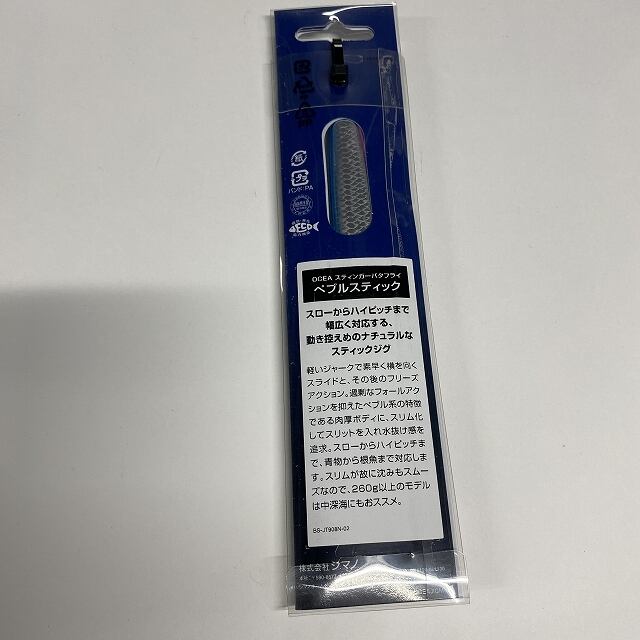 紙
プラ
バンド:PA
OCEA スティンガーバタフライ
ペブルスティック
スローからハイピッチまで
幅広く対応する、
動き控えめのナチュラルな
スティックジグ
軽いジャークで素早く横を向く
スライドと、その後のフリーズ
アクション。過剰なフォールアク
ションを抑えたペブル系の特徴
である肉厚ボディに、スリム化
してスリットを入れ水抜け感を
追求。スローからハイピッチま
で、青物から根魚まで対応しま
す。スリムが故に沈みもスムー
ズなので、260g以上のモデル
は中深海にもおススメ。
BS-JT908N-02
株式会社シマノ